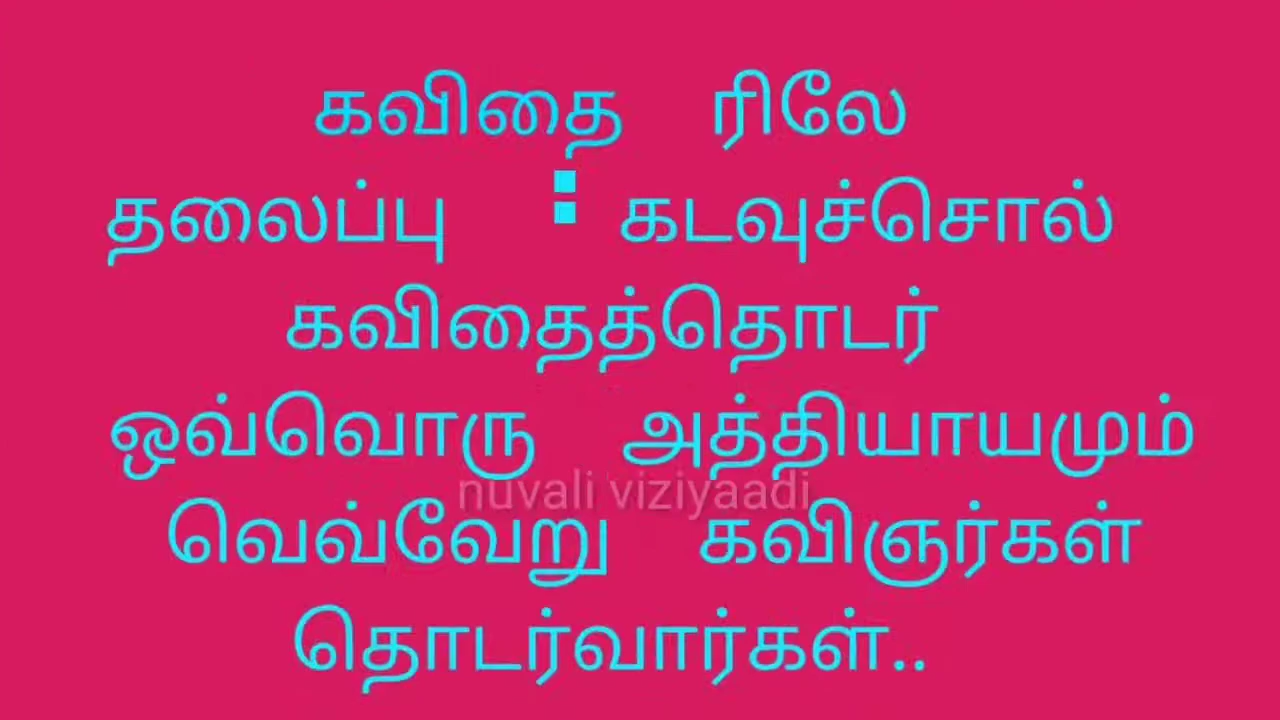 கவிதை ரிலே
தலைப்பு : கடவுச்சொல்
கவிதைத்தொடர்
ஒவ்வொரு அத்தியாயமும்
nuvali viziyaadi
வெவ்வேறு கவிஞர்கள்
தொடர்வார்கள்..